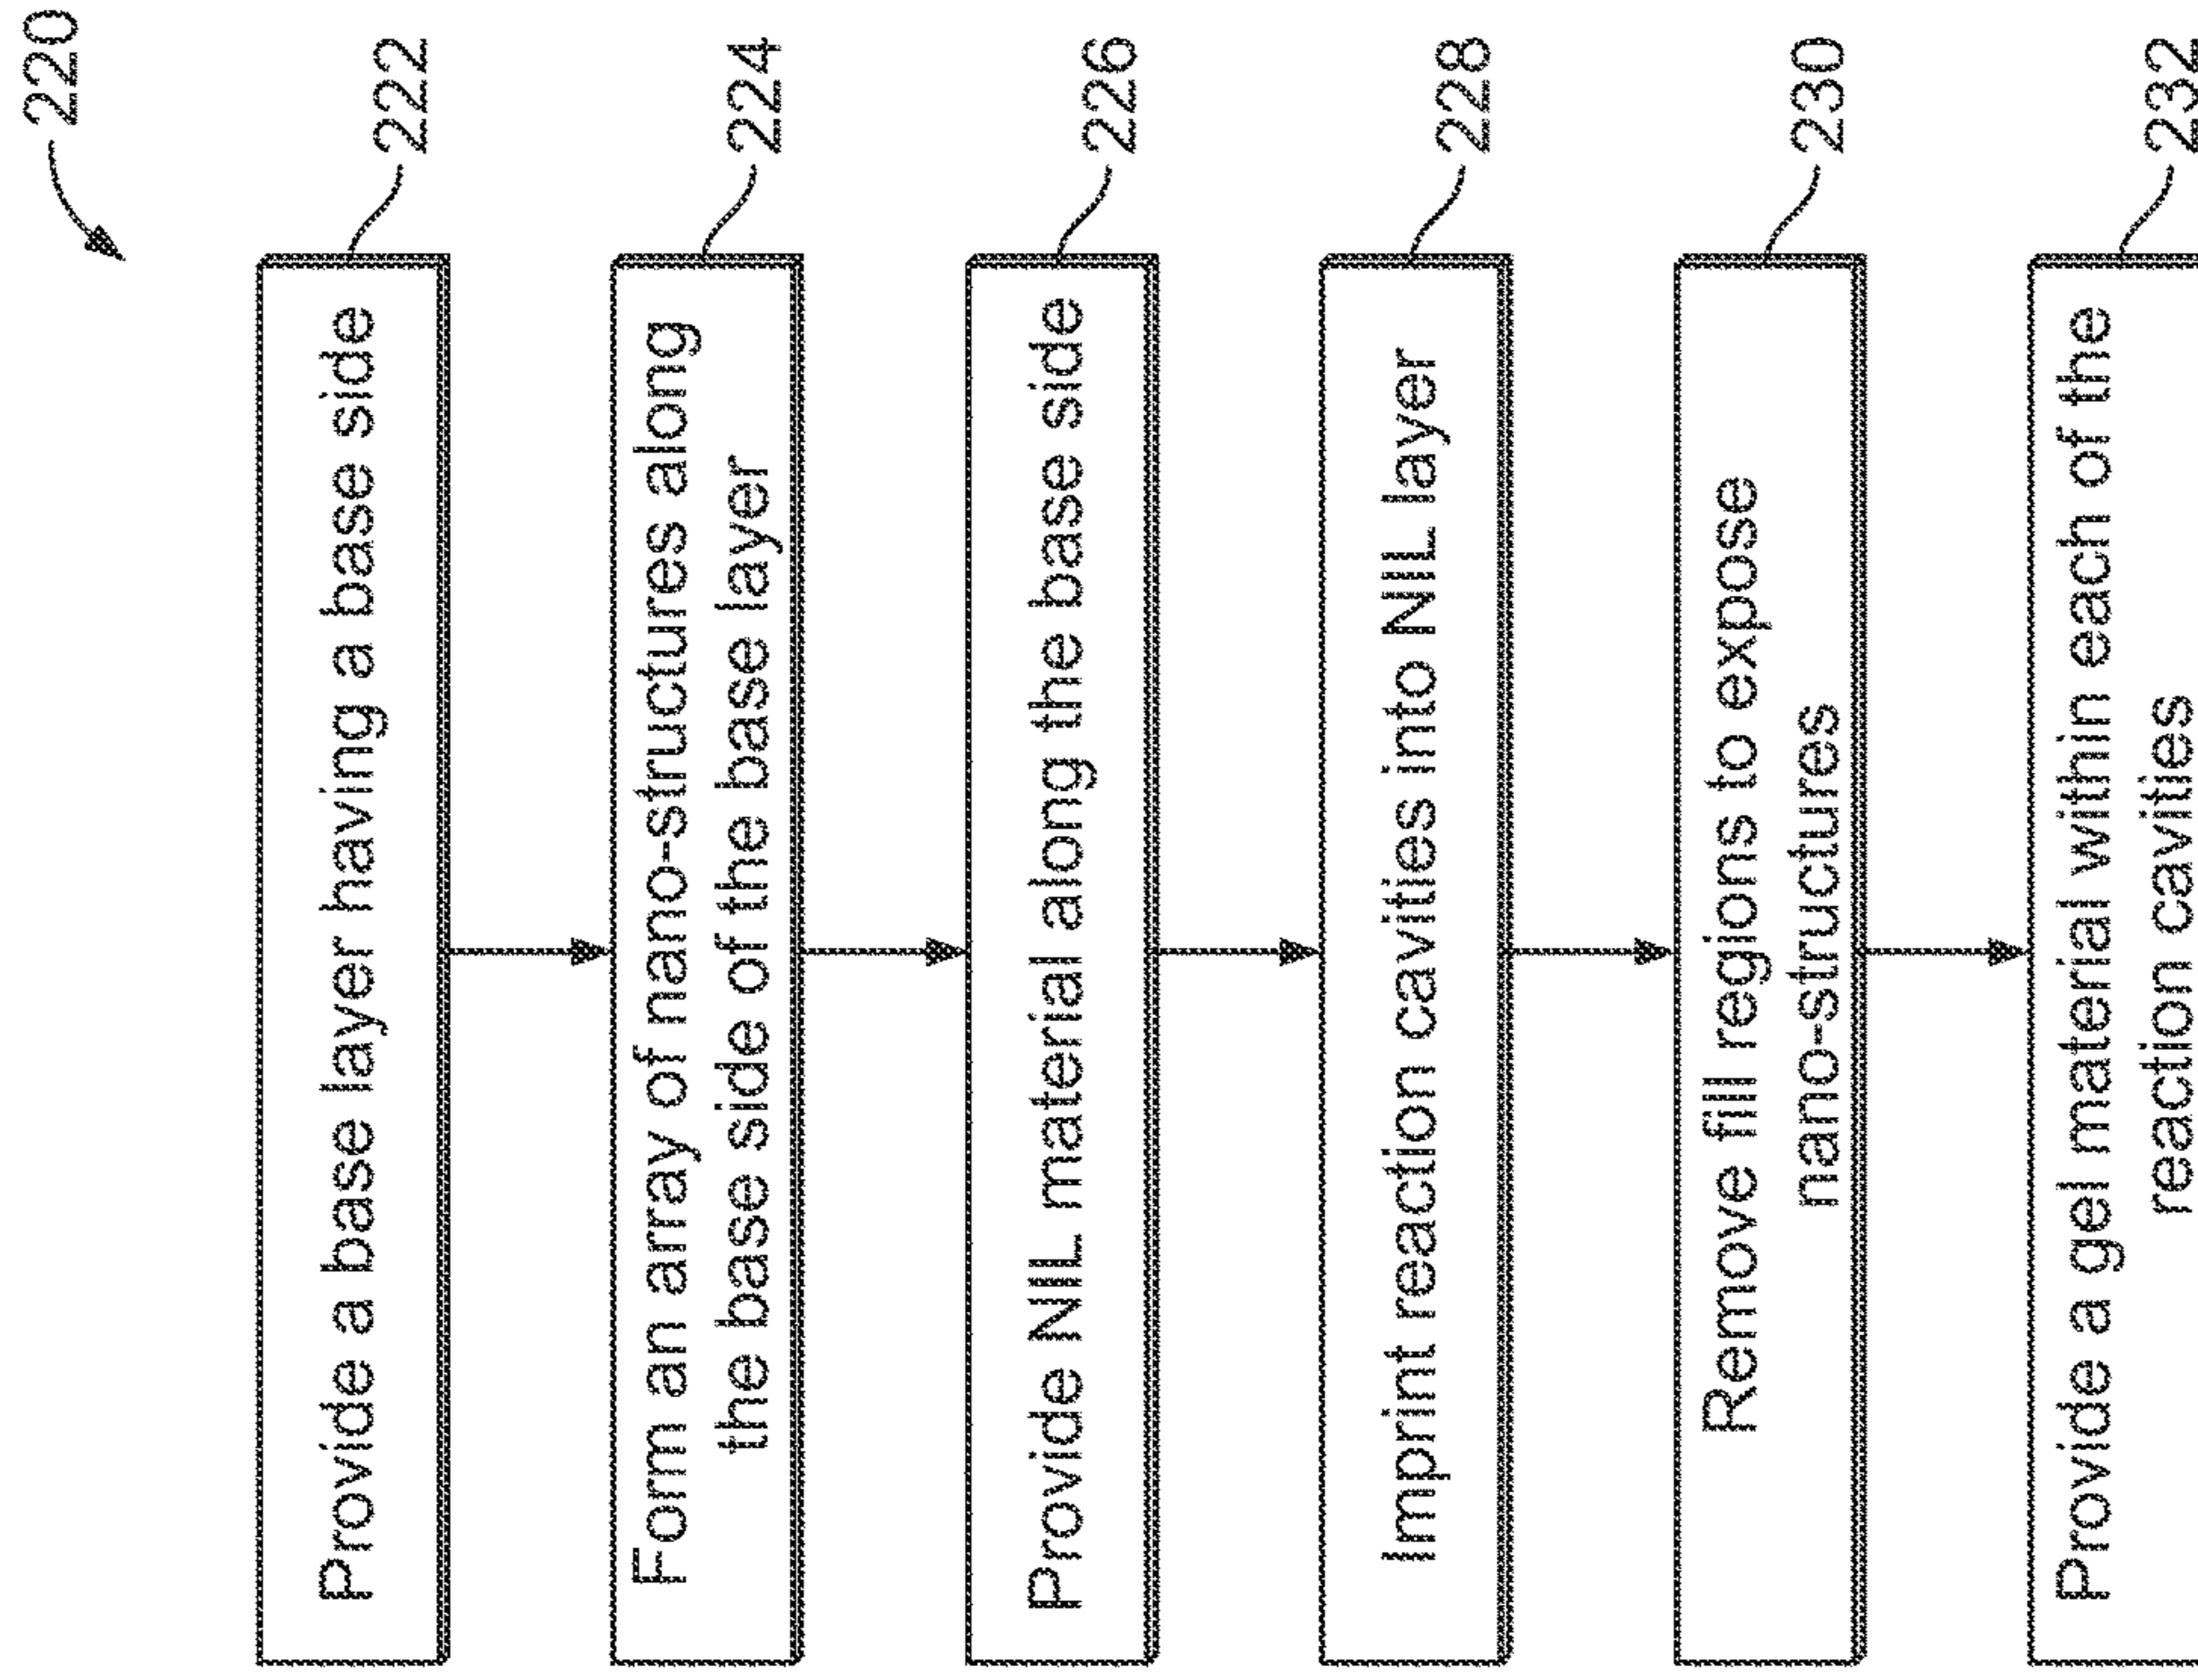 220
Provide a base layer having a base side
222
Form an array of nano-structures along
the base side of the base layer
224
Provide NIL material along the base side
226
Imprint reaction cavities into NIL layer
228
Remove fill regions to expose
nano-structures
230
Provide a gel material within each of the
reaction cavities
232